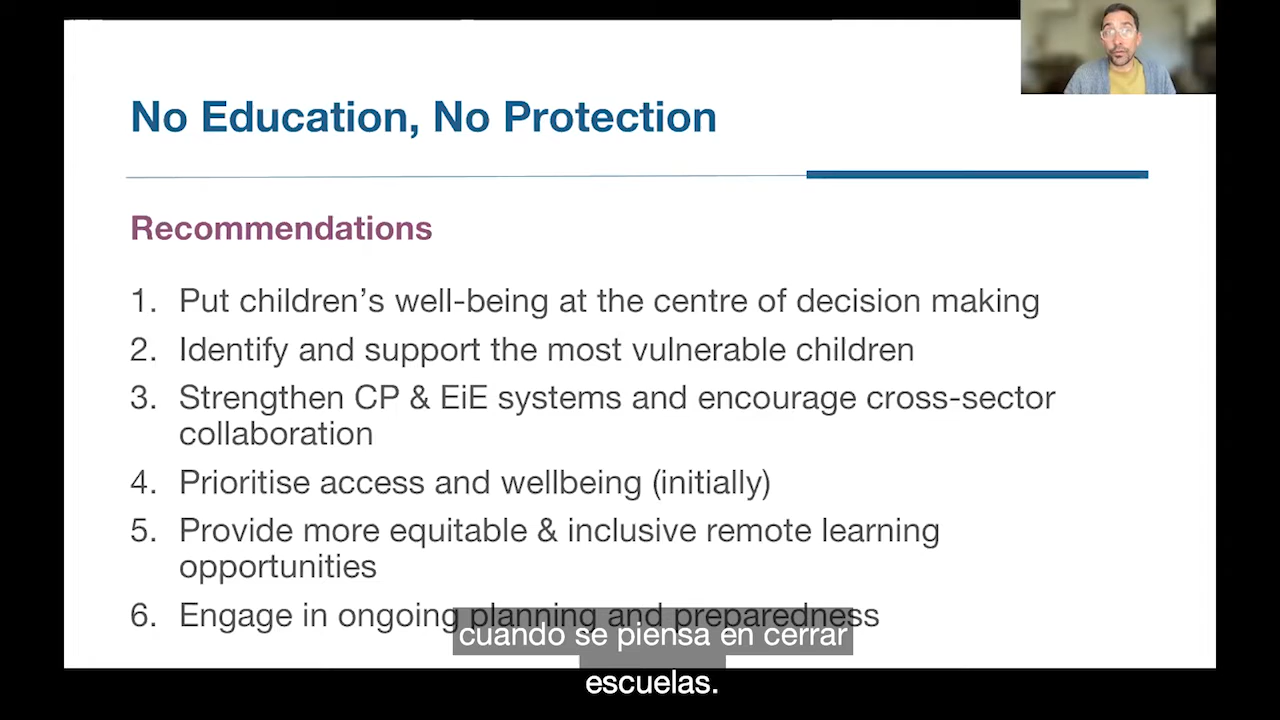 No Education, No Protection
Recommendations
1. Put children’s well-being at the centre of decision making
2. Identify and support the most vulnerable children
3. Strengthen CP & EiE systems and encourage cross-sector
collaboration
4. Prioritise access and wellbeing (initially)
5. Provide more equitable & inclusive remote learning
opportunities
6. Engage in ongoing planning and preparedness
cuando se piensa en cerrar
escuelas.